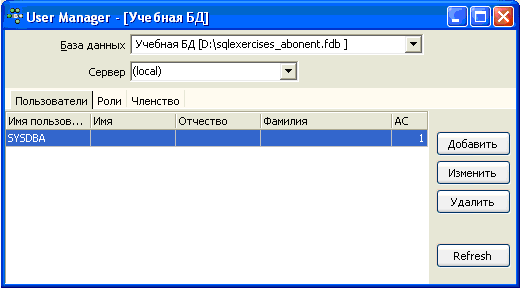 User Manager - [Учебная БД]
База данных Учебная БД [D:\sqlexercises_abonent.fdb ]
Сервер (local)
Пользователи Роли Членство
Имя пользов... Имя Отчество Фамилия AC
SYSDBA 1
Добавить
Изменить
Удалить
Refresh